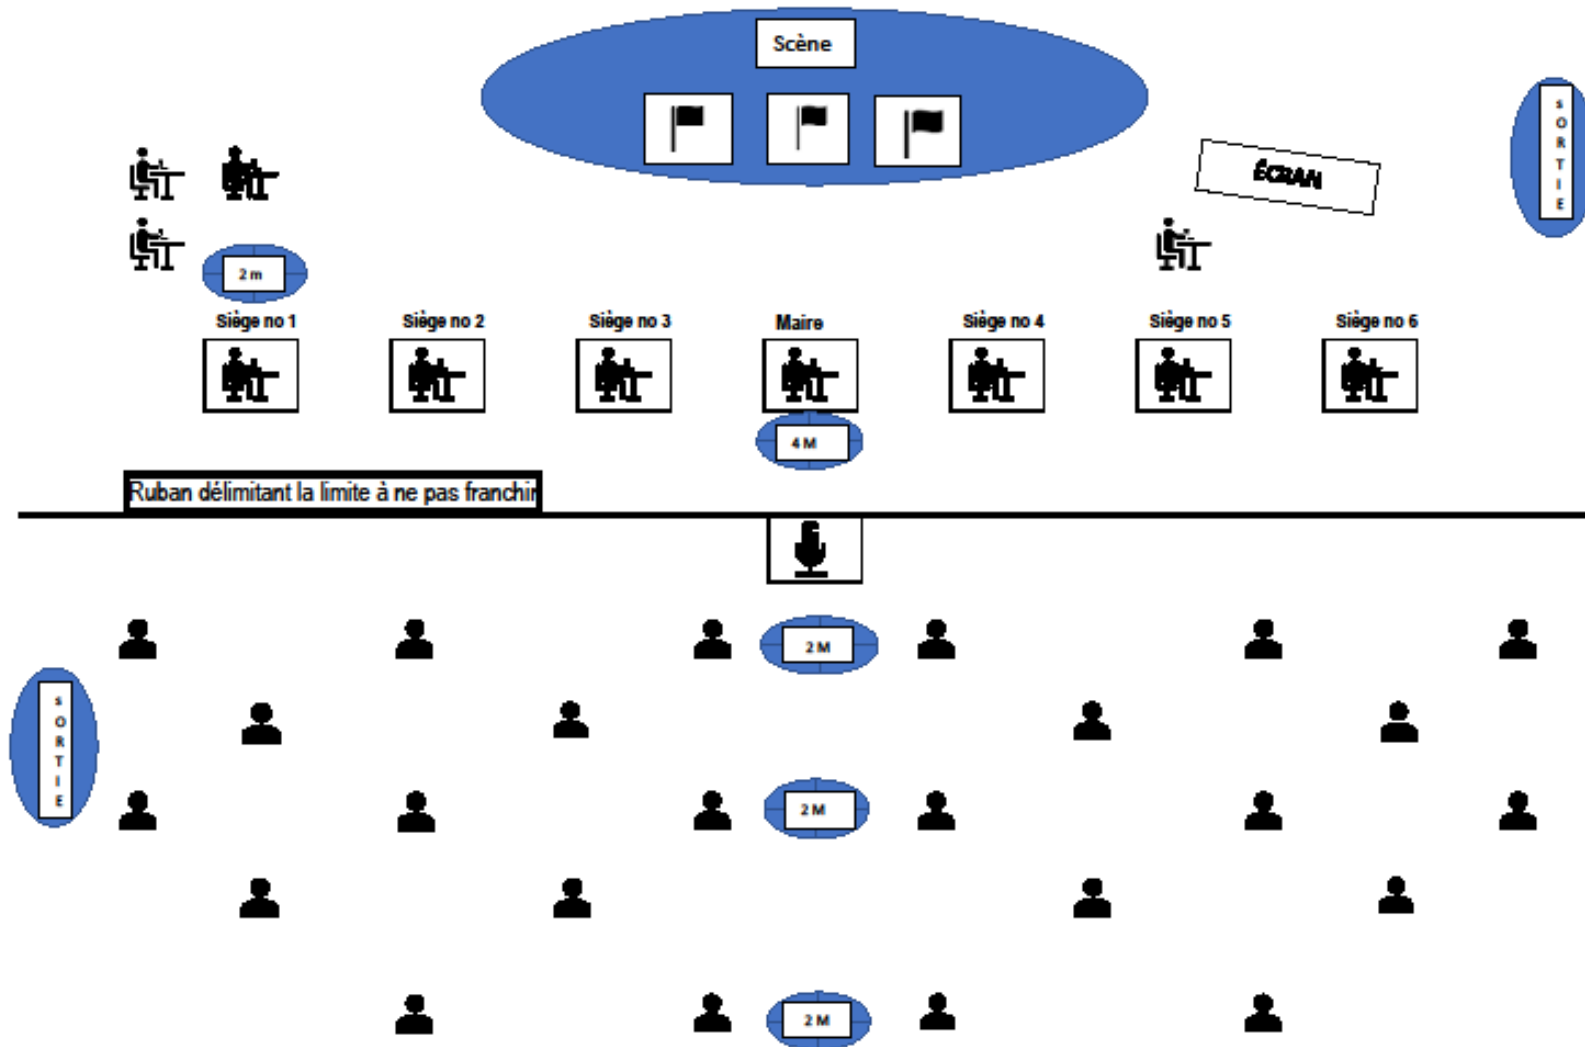 Scène
sORTIE
ÉCRAN
2 m
Siège no 1
Siège no 2
Siège no 3
Maire
Siège no 4
Siège no 5
Siège no 6
4 M
Ruban délimitant la limite à ne pas franchir
2 M
sORTIE
2 M
2 M